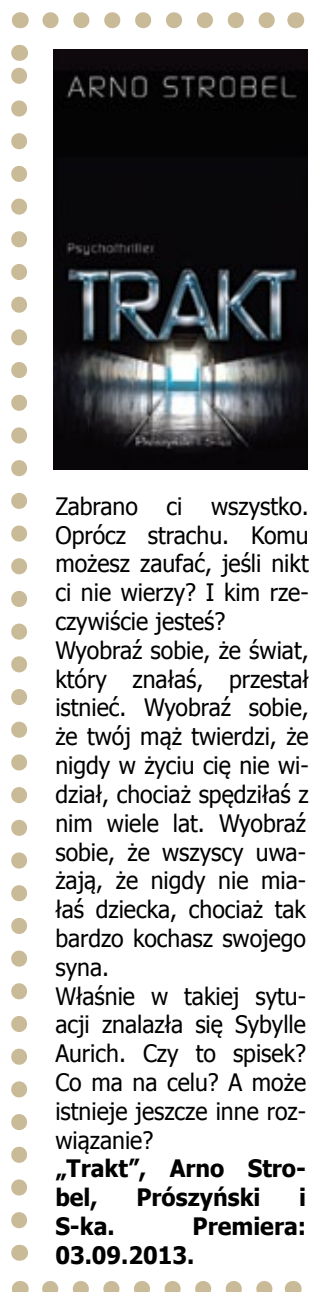 ARNO STROBEL
Psychothriller
TRAKT
Prószyński i S-ka
Zabrano ci wszystko.
Oprócz strachu. Komu
możesz zaufać, jeśli nikt
ci nie wierzy? I kim rze-
czywiście jesteś?
Wyobraź sobie, że świat,
który znałaś, przestał
istnieć. Wyobraź sobie,
że twój mąż twierdzi, że
nigdy w życiu cię nie wi-
dział, chociaż spędziłaś z
nim wiele lat. Wyobraź
sobie, że wszyscy uwa-
żają, że nigdy nie mia-
łaś dziecka, chociaż tak
bardzo kochasz swojego
syna.
Właśnie w takiej sytu-
acji znalazła się Sybylle
Aurich. Czy to spisek?
Co ma na celu? A może
istnieje jeszcze inne roz-
wiązanie?
„Trakt”, Arno Stro-
bel, Prószyński i
S-ka. Premiera:
03.09.2013.